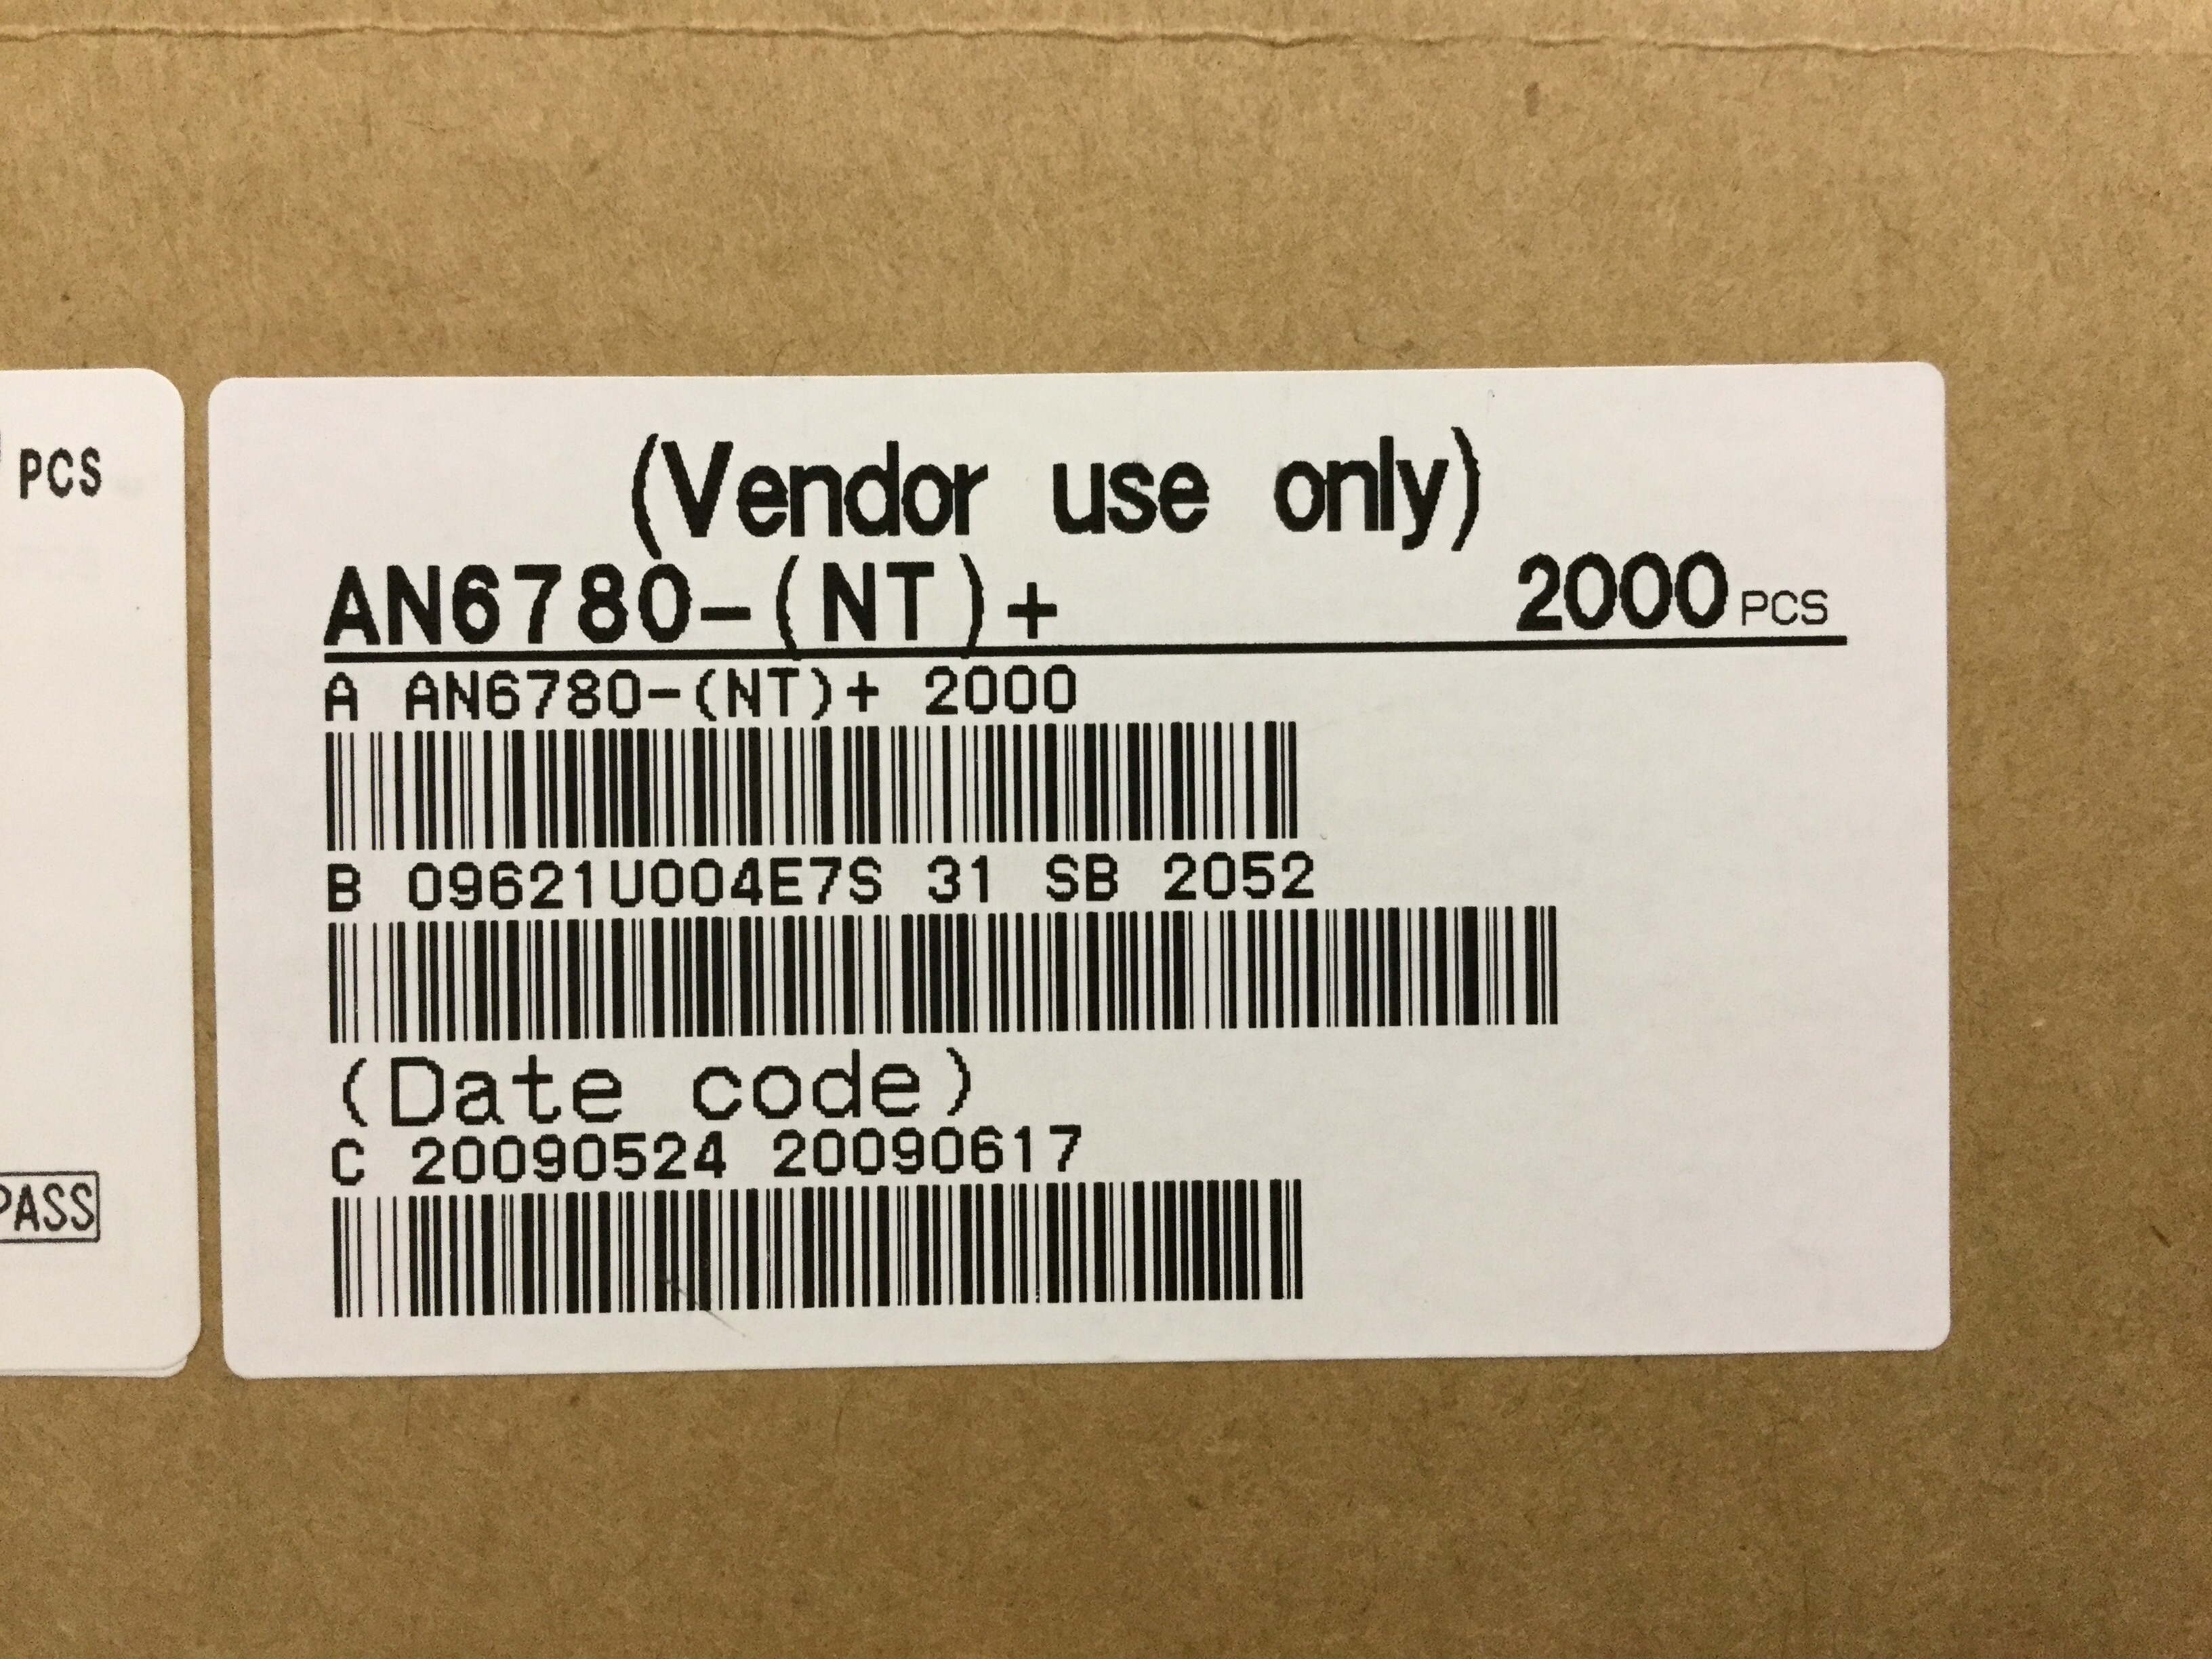 PCS
PASS
(Vendor use only)
AN6780-(NT)+ 2000 PCS
A AN6780-(NT)+ 2000
B 09621U004E7S 31 SB 2052
(Date code)
C 20090524 20090617